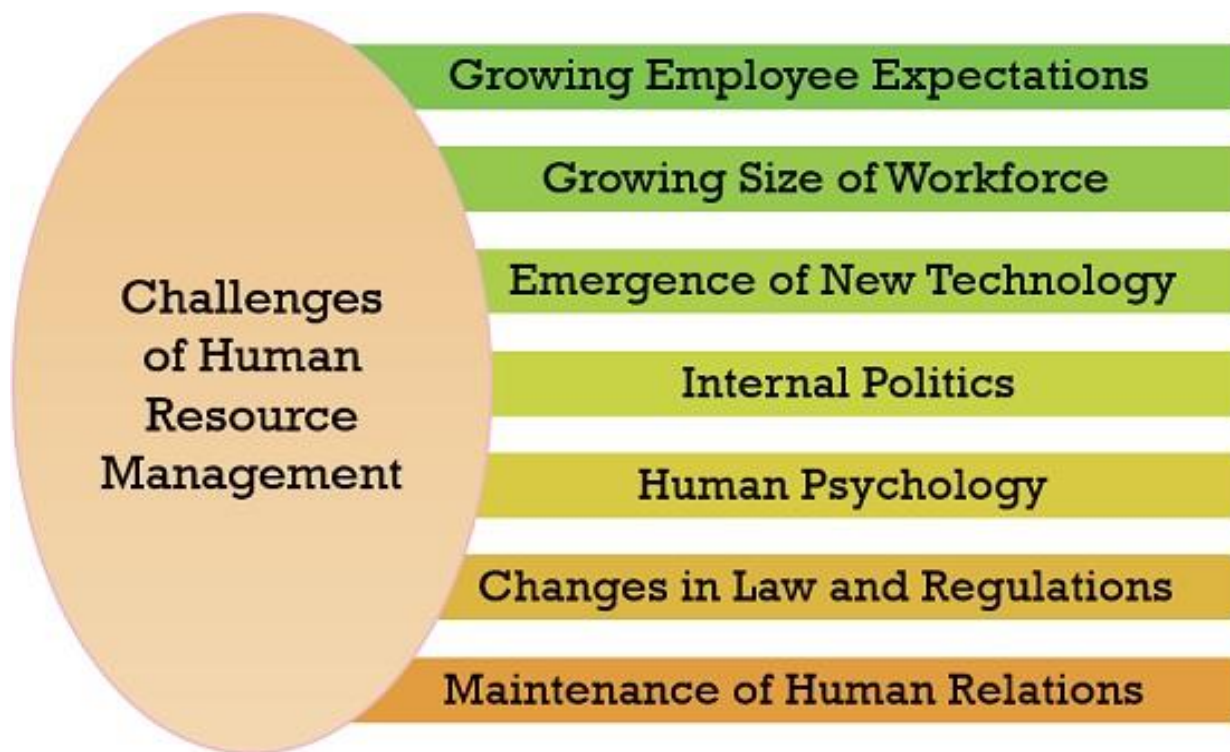 Challenges
of Human
Resource
Management
Growing Employee Expectations
Growing Size of Workforce
Emergence of New Technology
Internal Politics
Human Psychology
Changes in Law and Regulations
Maintenance of Human Relations